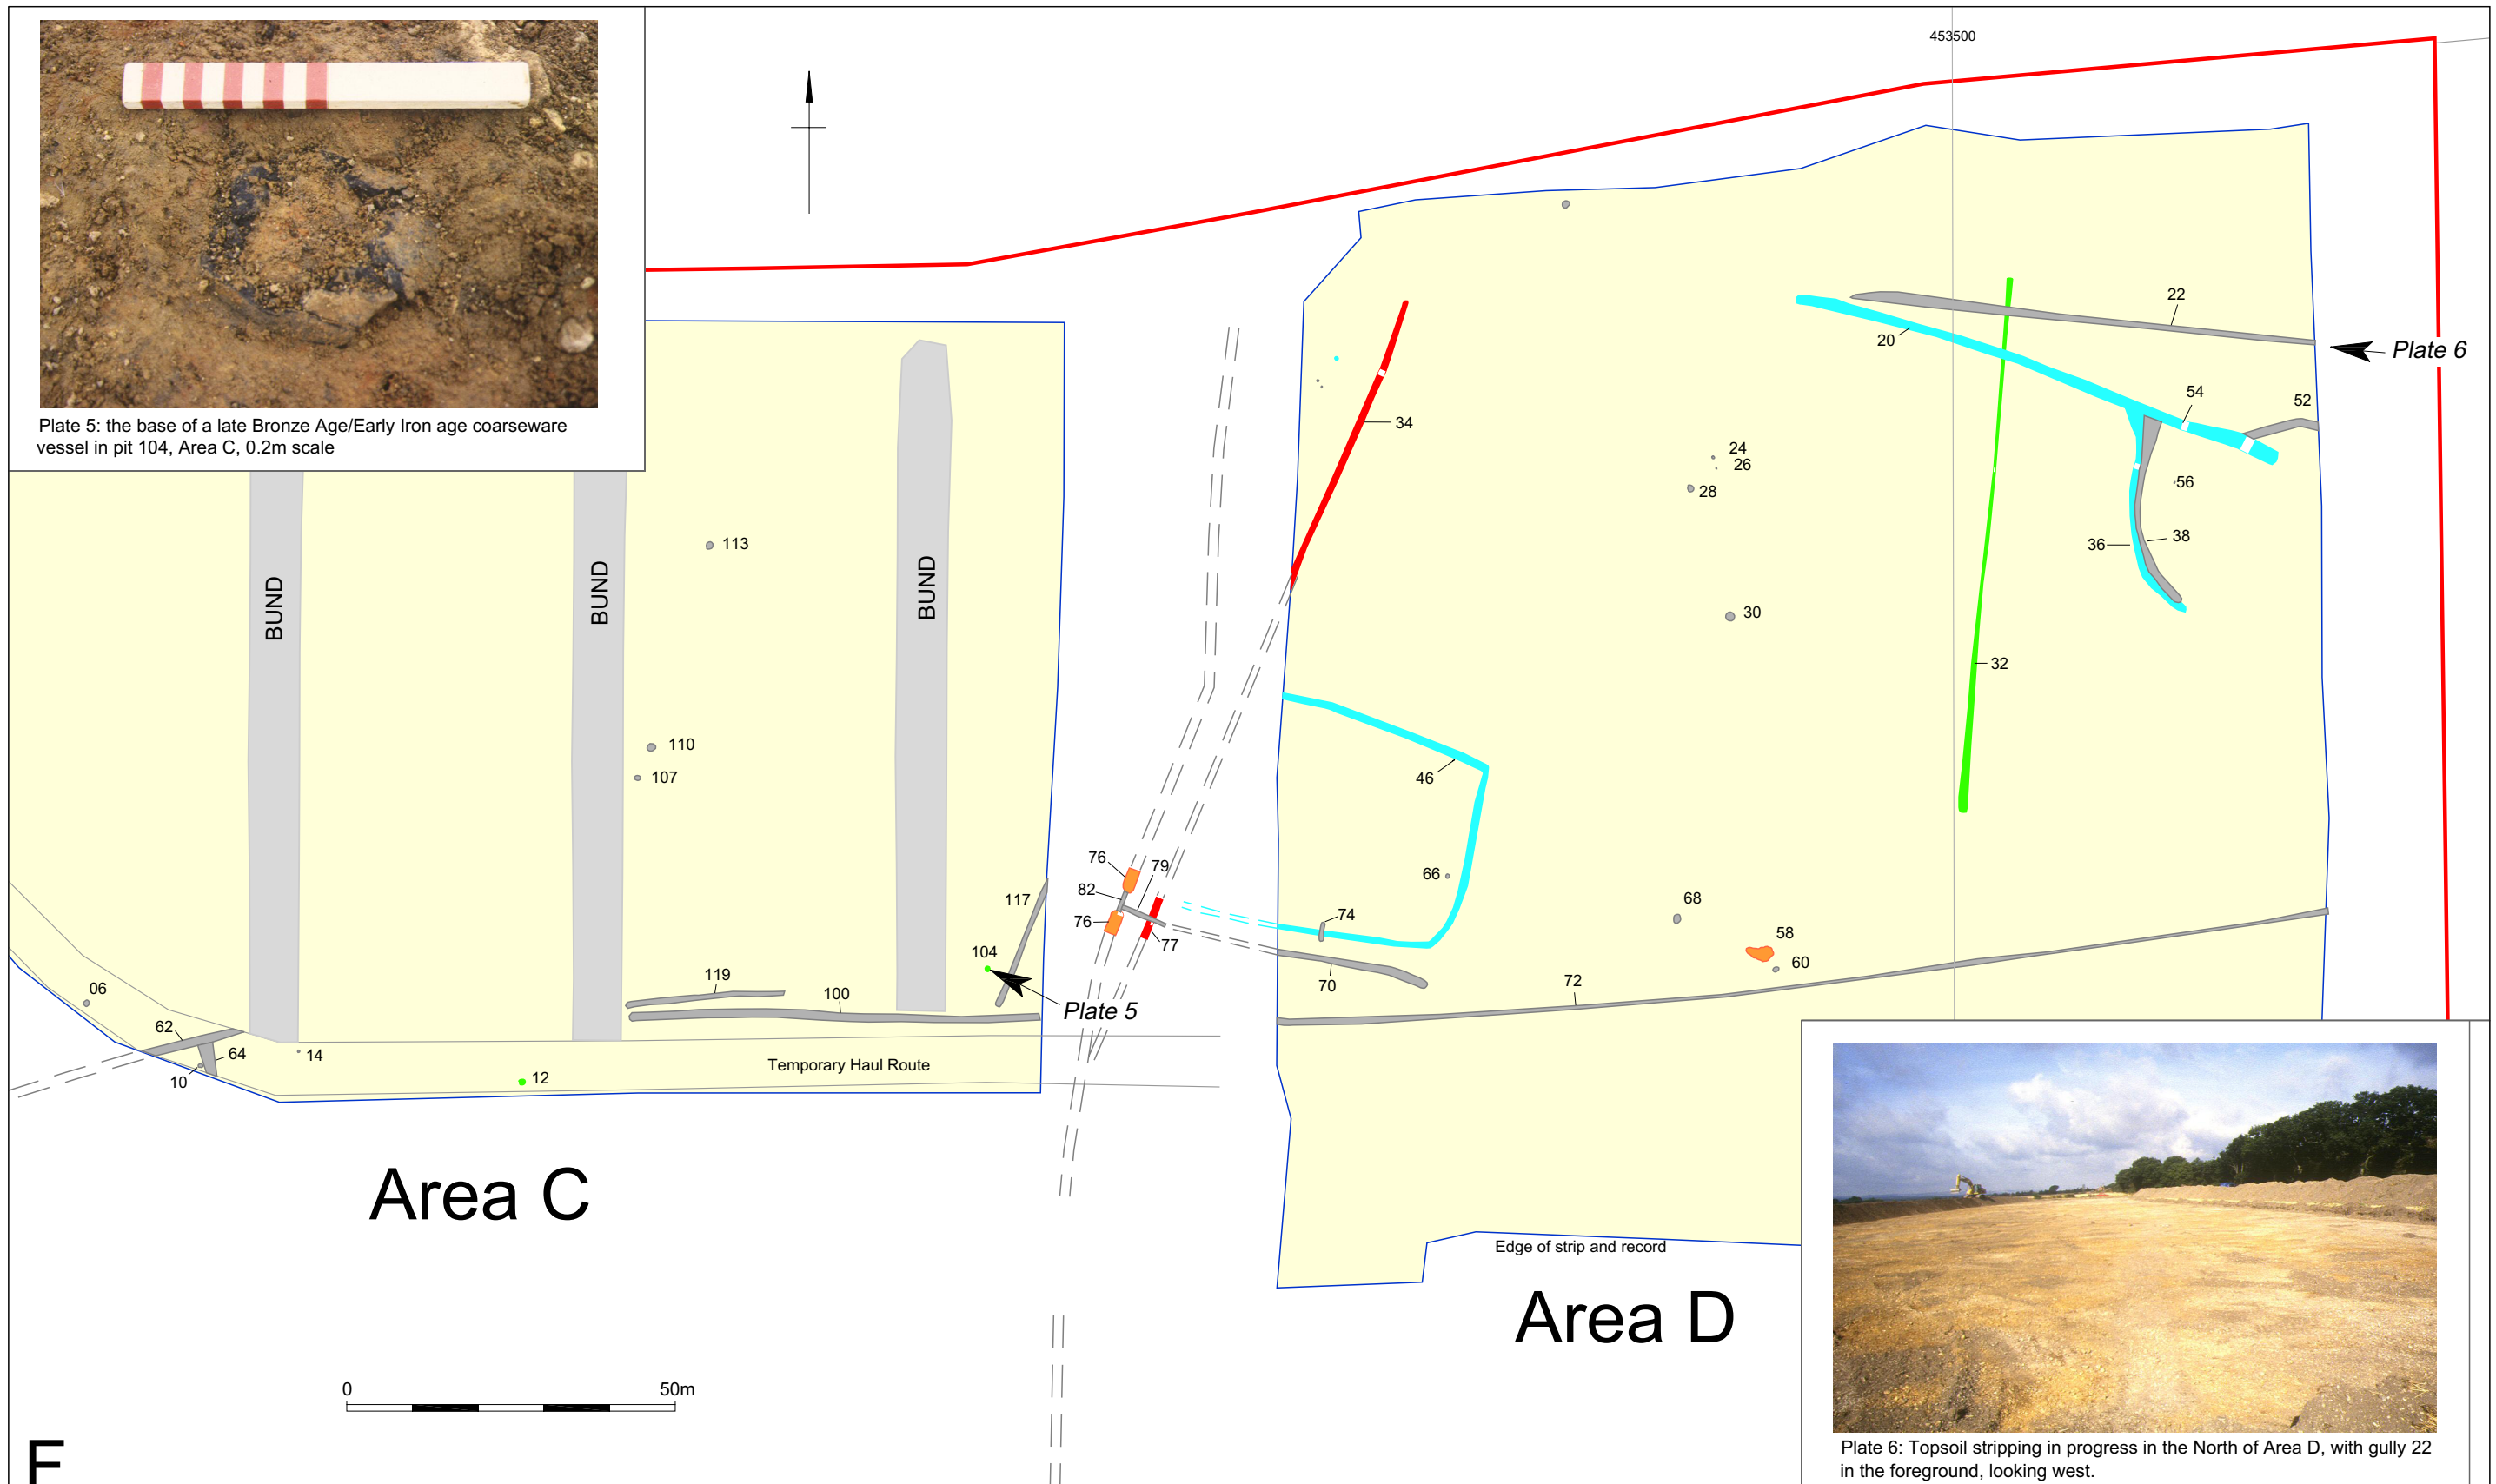 453500
Plate 5: the base of a late Bronze Age/Early Iron age coarseware
vessel in pit 104, Area C, 0.2m scale
22
20
Plate 6
54
52
34
24
26
28
56
36
38
113
BUND
BUND
BUND
30
32
110
107
46
76
79
82
66
117
76
77
74
68
104
58
60
119
70
72
06
100
Plate 5
62
64
14
10
12
Temporary Haul Route
Area C
Edge of strip and record
Area D
0
50m
F
Plate 6: Topsoil stripping in progress in the North of Area D, with gully 22
in the foreground, looking west.